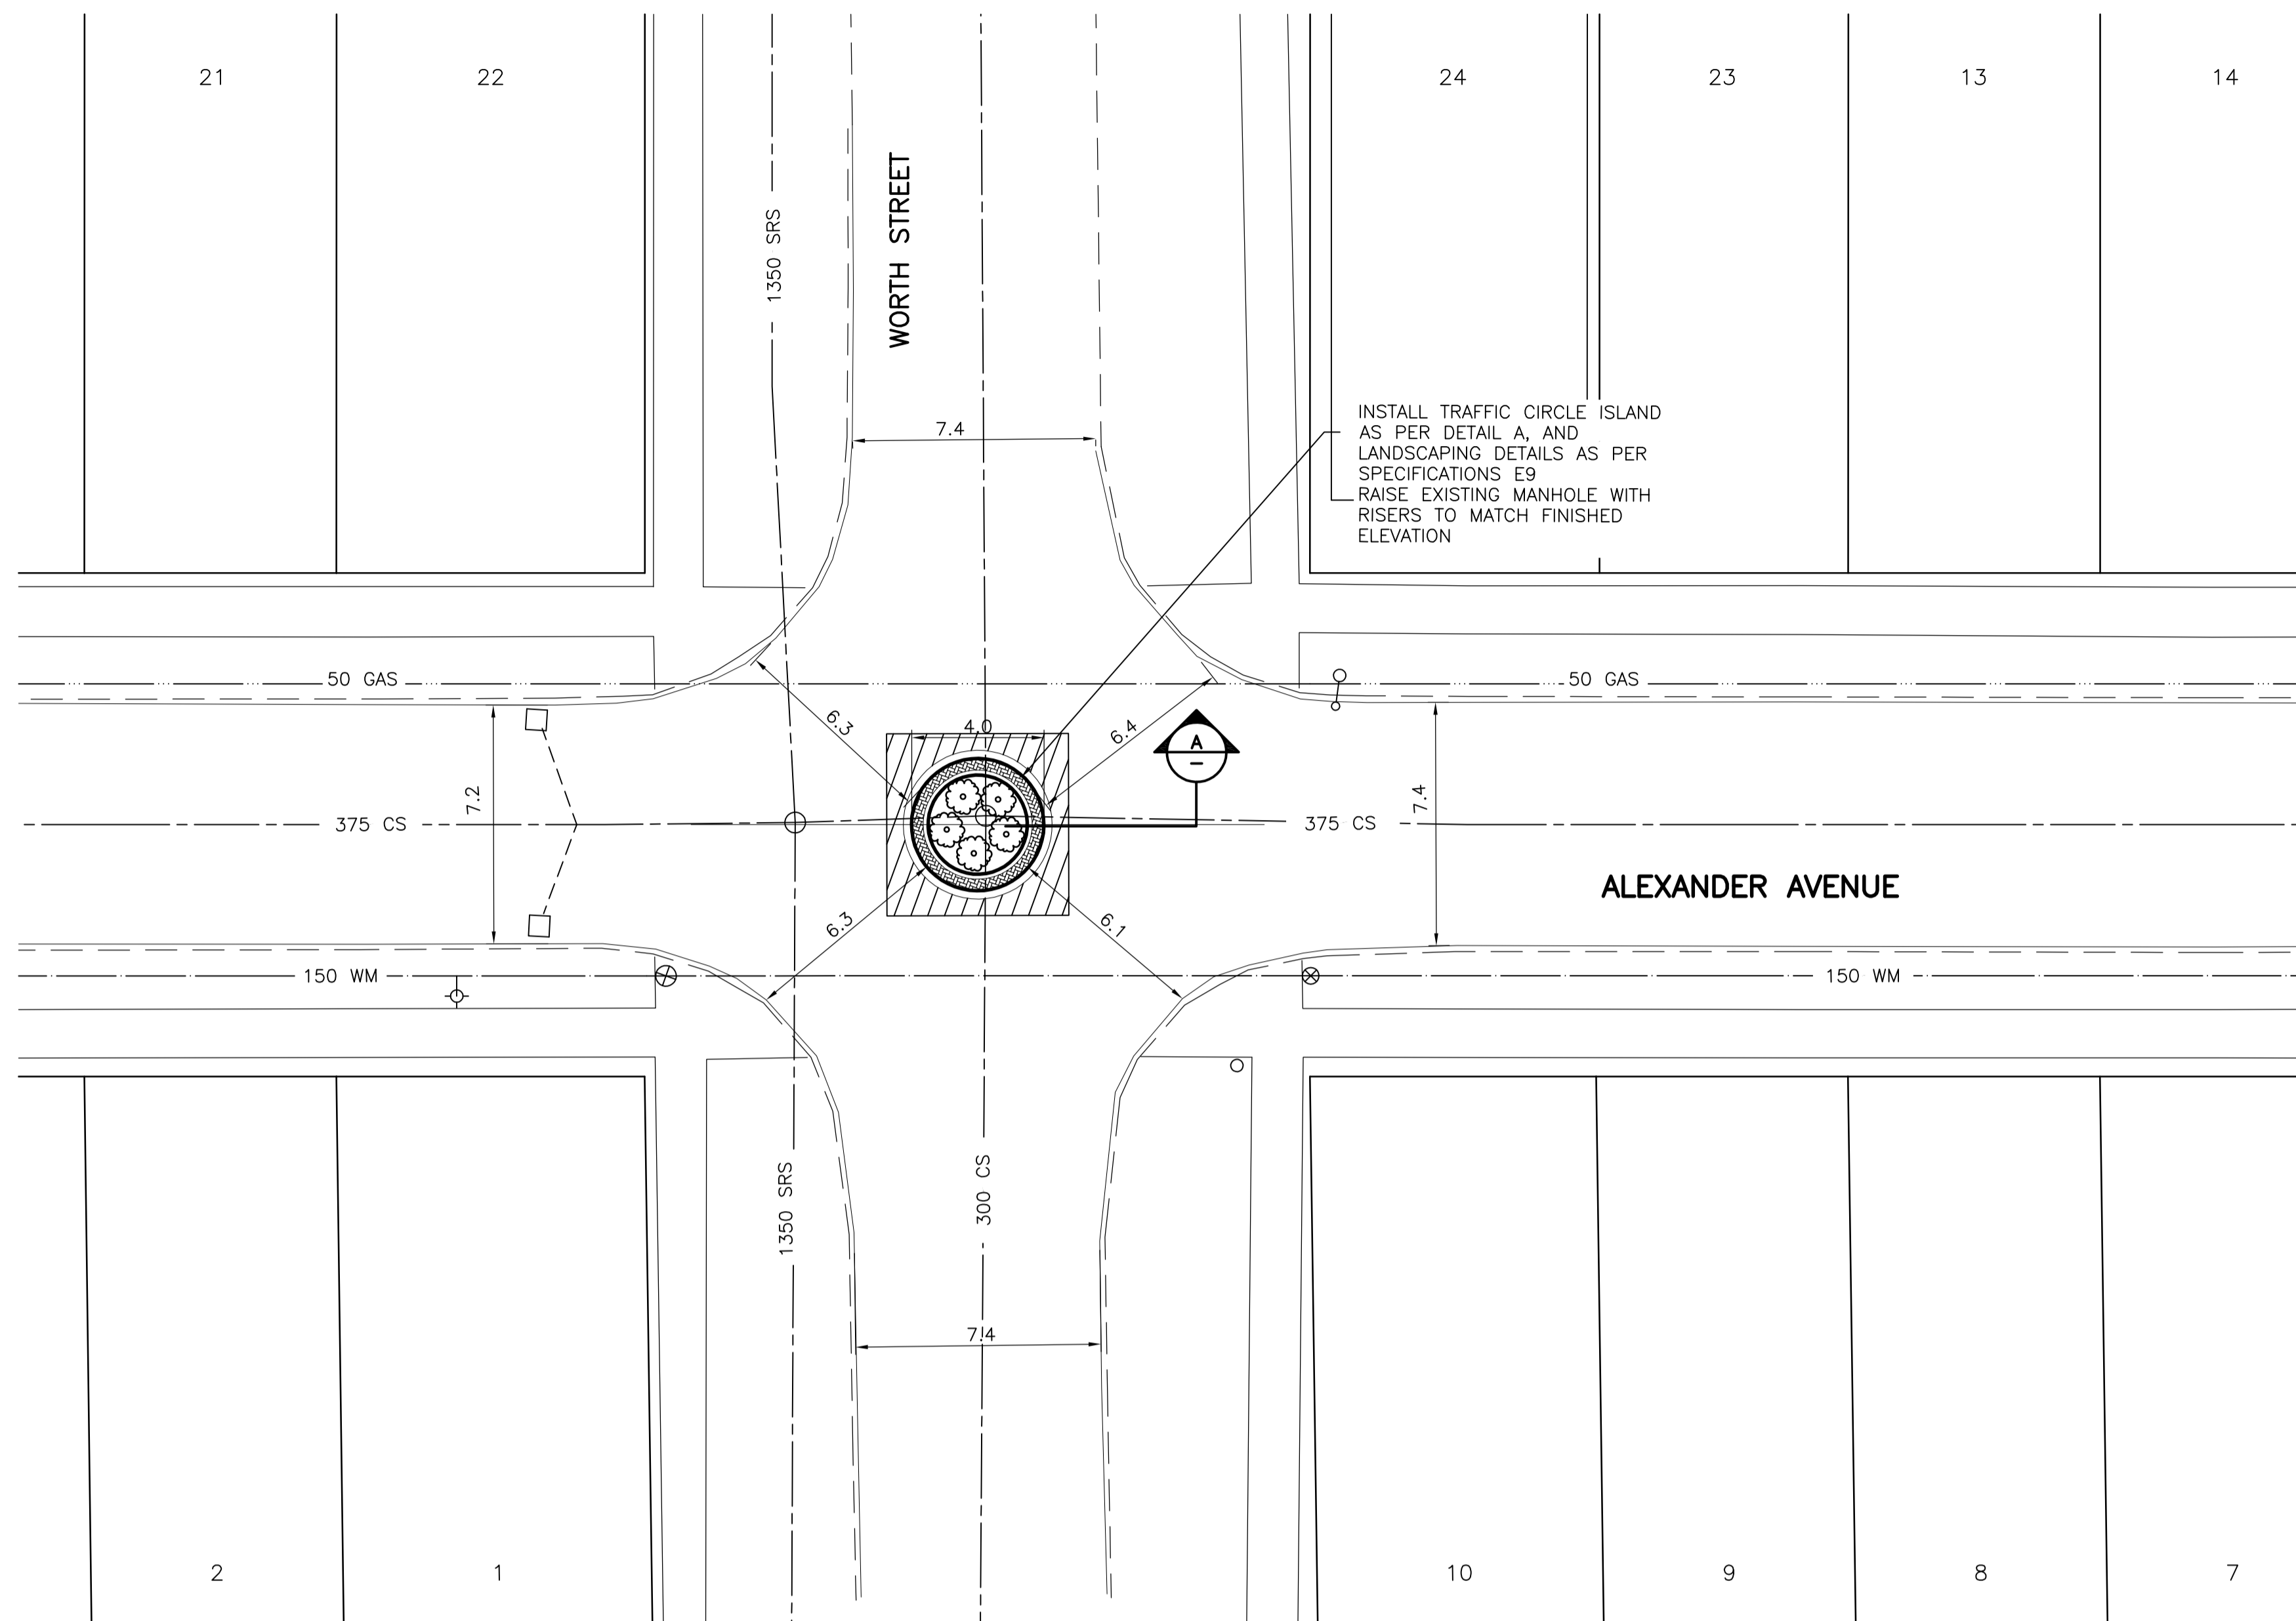 21
22
24
23
13
14
1350 SRS
WORTH STREET
INSTALL TRAFFIC CIRCLE ISLAND
AS PER DETAIL A, AND
LANDSCAPING DETAILS AS PER
SPECIFICATIONS E9
RAISE EXISTING MANHOLE WITH
RISERS TO MATCH FINISHED
ELEVATION
7.4
50 GAS
50 GAS
6.3
4.0
6.4
A
–
7.2
7.4
375 CS
375 CS
ALEXANDER AVENUE
6.3
6.1
150 WM
150 WM
1350 SRS
300 CS
7.4
2
1
10
9
8
7